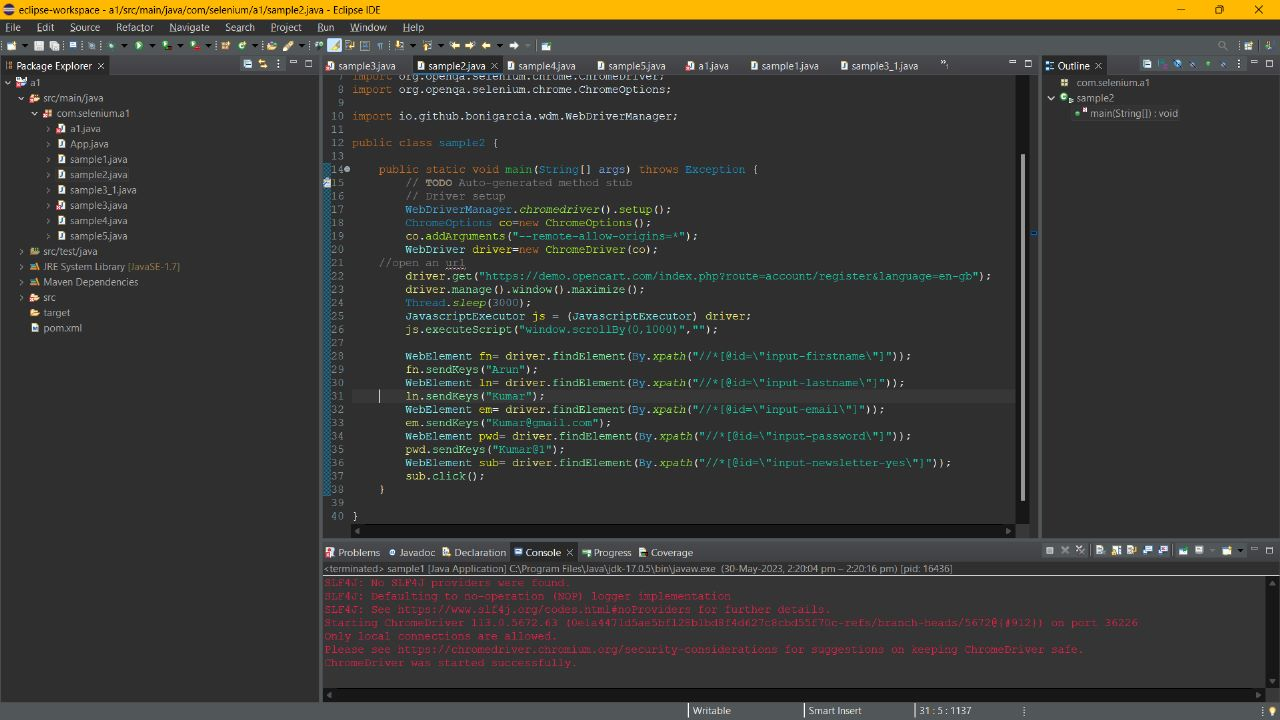 eclipse-workspace - a1/src/main/java/com/selenium/a1/sample2.java - Eclipse IDE
File Edit Source Refactor Navigate Search Project Run Window Help
Package Explorer
a1
src/main/java
com.selenium.a1
a1.java
App.java
sample1.java
sample2.java
sample3_1.java
sample3.java
sample4.java
sample5.java
src/test/java
JRE System Library [JavaSE-1.7]
Maven Dependencies
src
target
pom.xml
sample3.java sample2.java sample4.java sample5.java a1.java sample1.java sample3_1.java
7 import org.openqa.selenium.chrome.ChromeDriver;
8 import org.openqa.selenium.chrome.ChromeOptions;
9
10 import io.github.bonigarcia.wdm.WebDriverManager;
11
12 public class sample2 {
13
14 public static void main(String[] args) throws Exception {
15 // TODO Auto-generated method stub
16 // Driver setup
17 WebDriverManager.chromedriver().setup();
18 ChromeOptions co=new ChromeOptions();
19 co.addArguments("--remote-allow-origins=*");
20 WebDriver driver=new ChromeDriver(co);
21 //open an url
22 driver.get("https://demo.opencart.com/index.php?route=account/register&language=en-gb");
23 driver.manage().window().maximize();
24 Thread.sleep(3000);
25 JavascriptExecutor js = (JavascriptExecutor) driver;
26 js.executeScript("window.scrollBy(0,1000)","");
27
28 WebElement fn= driver.findElement(By.xpath("//*[@id=\"input-firstname\"]"));
29 fn.sendKeys("Arun");
30 WebElement ln= driver.findElement(By.xpath("//*[@id=\"input-lastname\"]"));
31 ln.sendKeys("Kumar");
32 WebElement em= driver.findElement(By.xpath("//*[@id=\"input-email\"]"));
33 em.sendKeys("Kumar@gmail.com");
34 WebElement pwd= driver.findElement(By.xpath("//*[@id=\"input-password\"]"));
35 pwd.sendKeys("Kumar@1");
36 WebElement sub= driver.findElement(By.xpath("//*[@id=\"input-newsletter-yes\"]"));
37 sub.click();
38 }
39
40 }
Outline
com.selenium.a1
sample2
main(String[]) : void
Problems Javadoc Declaration Console Progress Coverage
<terminated> sample1 [Java Application] C:\Program Files\Java\jdk-17.0.5\bin\javaw.exe (30-May-2023, 2:20:04 pm – 2:20:16 pm) [pid: 16436]
SLF4J: No SLF4J providers were found.
SLF4J: Defaulting to no-operation (NOP) logger implementation
SLF4J: See https://www.slf4j.org/codes.html#noProviders for further details.
Starting ChromeDriver 113.0.5672.63 (0e1a4471d5ae5bf128b1bd8f4d627c8cbd55f70c-refs/branch-heads/5672@{#912}) on port 36226
Only local connections are allowed.
Please see https://chromedriver.chromium.org/security-considerations for suggestions on keeping ChromeDriver safe.
ChromeDriver was started successfully.
Writable Smart Insert 31 : 5 : 1137